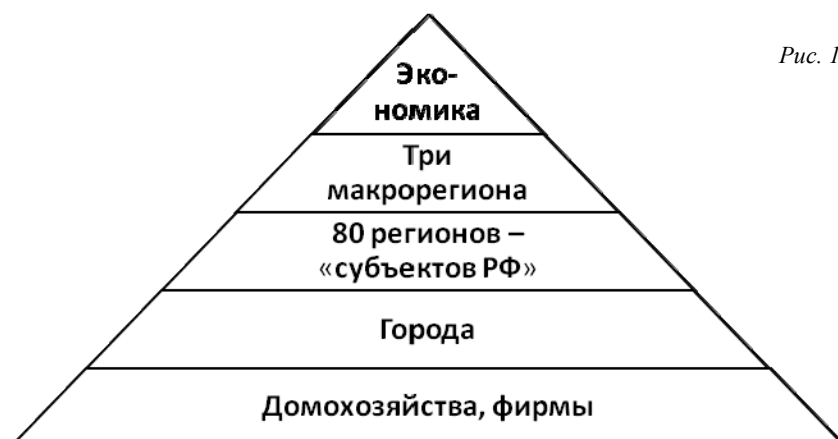 Рис. 1
Эко-
номика
Три
макрорегиона
80 регионов –
«субъектов РФ»
Города
Домохозяйства, фирмы